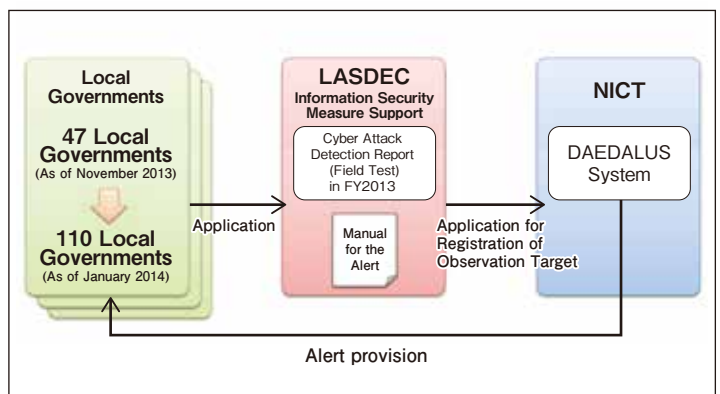 Local
Governments
47 Local
Governments
(As of November 2013)
110 Local
Governments
(As of January 2014)
Application
LASDEC
Information Security
Measure Support
Cyber Attack
Detection Report
(Field Test)
in FY2013
Manual
for the
Alert
Application for
Registration of
Observation Target
NICT
DAEDALUS
System
Alert provision